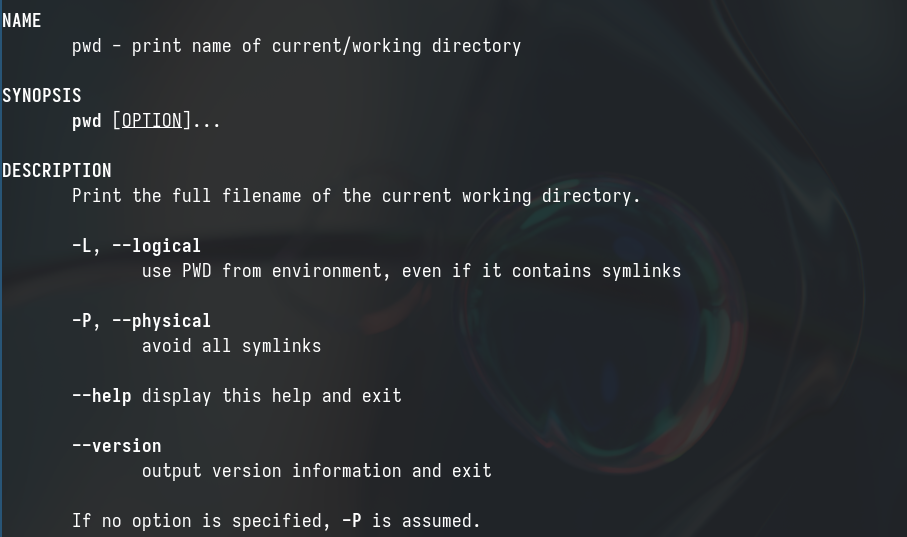 NAME
pwd - print name of current/working directory
SYNOPSIS
pwd [OPTION]...
DESCRIPTION
Print the full filename of the current working directory.
-L, --logical
use PWD from environment, even if it contains symlinks
-P, --physical
avoid all symlinks
--help display this help and exit
--version
output version information and exit
If no option is specified, -P is assumed.